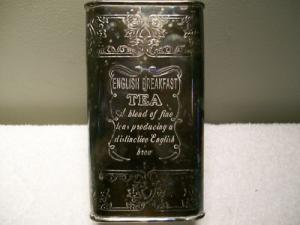 ENGLISH BREAKFAST
TEA
A blend of fine
teas producing a
distinctive English
brew